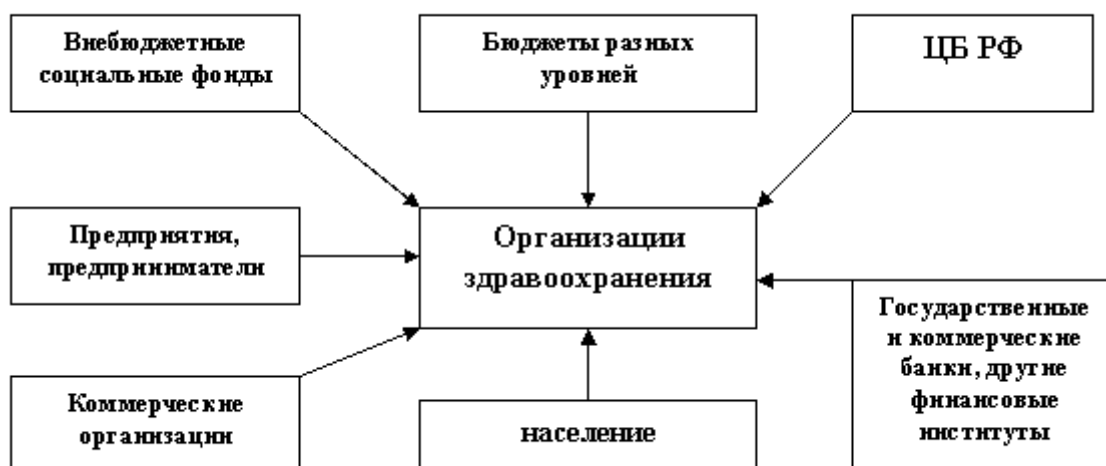 Внебюджетные
социальные фонды
Бюджеты разных
уровней
ЦБ РФ
Предприятия,
предприниматели
Организации
здравоохранения
Государственные
и коммерческие
банки, другие
финансовые
институты
Коммерческие
организации
население